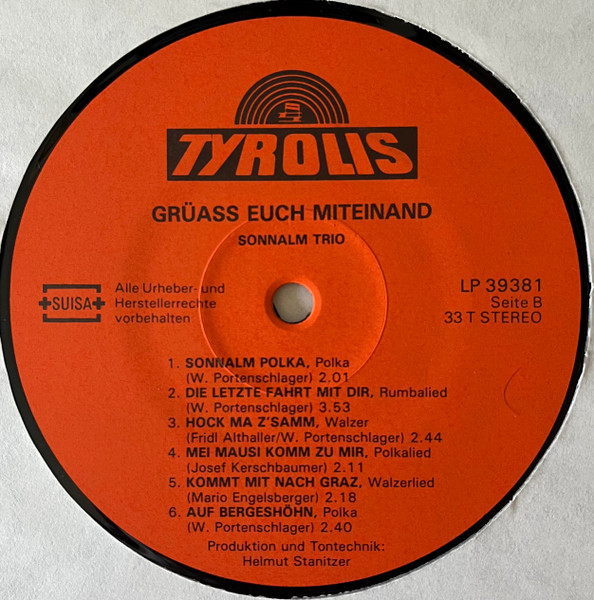 TYROLIS
GRÜASS EUCH MITEINAND
SONNALM TRIO
SUISA
Alle Urheber- und
Herstellerrechte
vorbehalten
LP 39381
Seite B
33 T STEREO
1. SONNALM POLKA, Polka
(W. Portenschlager) 2.01
2. DIE LETZTE FAHRT MIT DIR, Rumbalied
(W. Portenschlager) 3.53
3. HOCK MA Z'SAMM, Walzer
(Fridl Althaller/W. Portenschlager) 2.44
4. MEI MAUSI KOMM ZU MIR, Polkalied
(Josef Kerschbaumer) 2.11
5. KOMMT MIT NACH GRAZ, Walzerlied
(Mario Engelsberger) 2.18
6. AUF BERGESHÖHN, Polka
(W. Portenschlager) 2.40
Produktion und Tontechnik:
Helmut Stanitzer